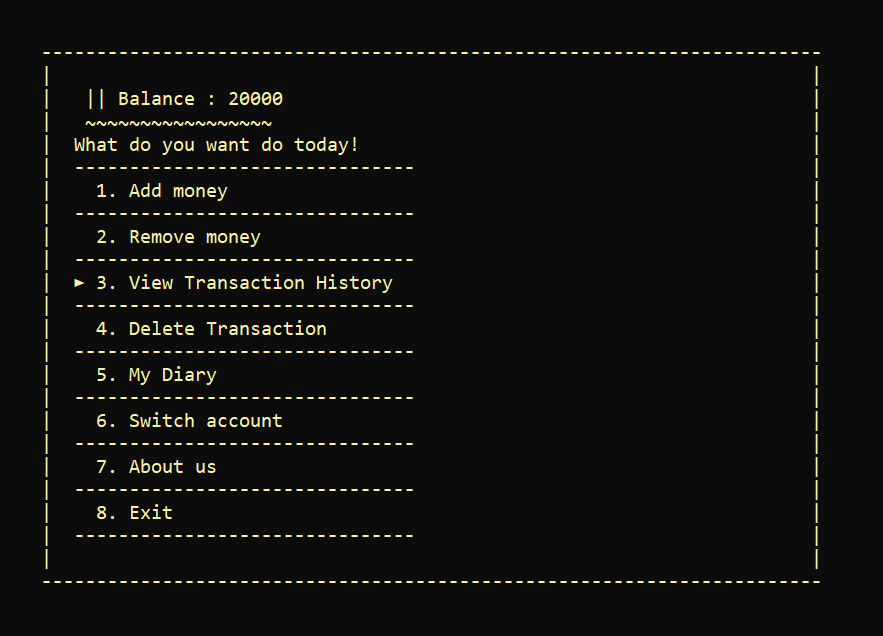 || Balance : 20000
~~~~~~~~~~~~~~~~~
What do you want do today!
-------------------------------
1. Add money
-------------------------------
2. Remove money
-------------------------------
► 3. View Transaction History
-------------------------------
4. Delete Transaction
-------------------------------
5. My Diary
-------------------------------
6. Switch account
-------------------------------
7. About us
-------------------------------
8. Exit
-------------------------------